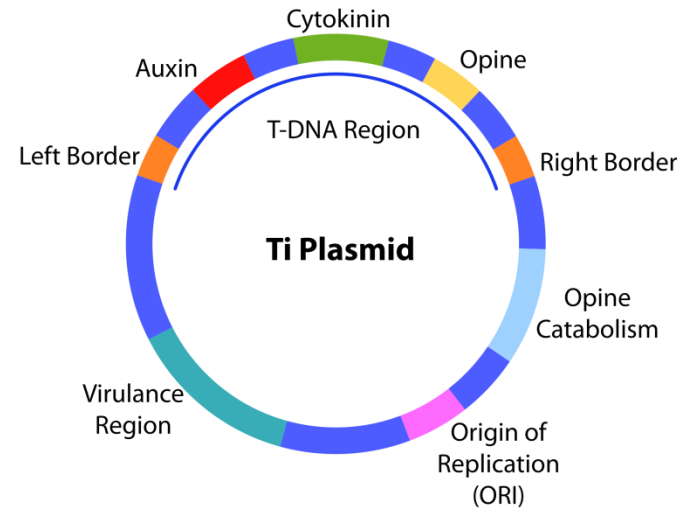 Cytokinin
Auxin
Opine
T-DNA Region
Left Border
Right Border
Ti Plasmid
Opine
Catabolism
Virulance
Region
Origin of
Replication
(ORI)